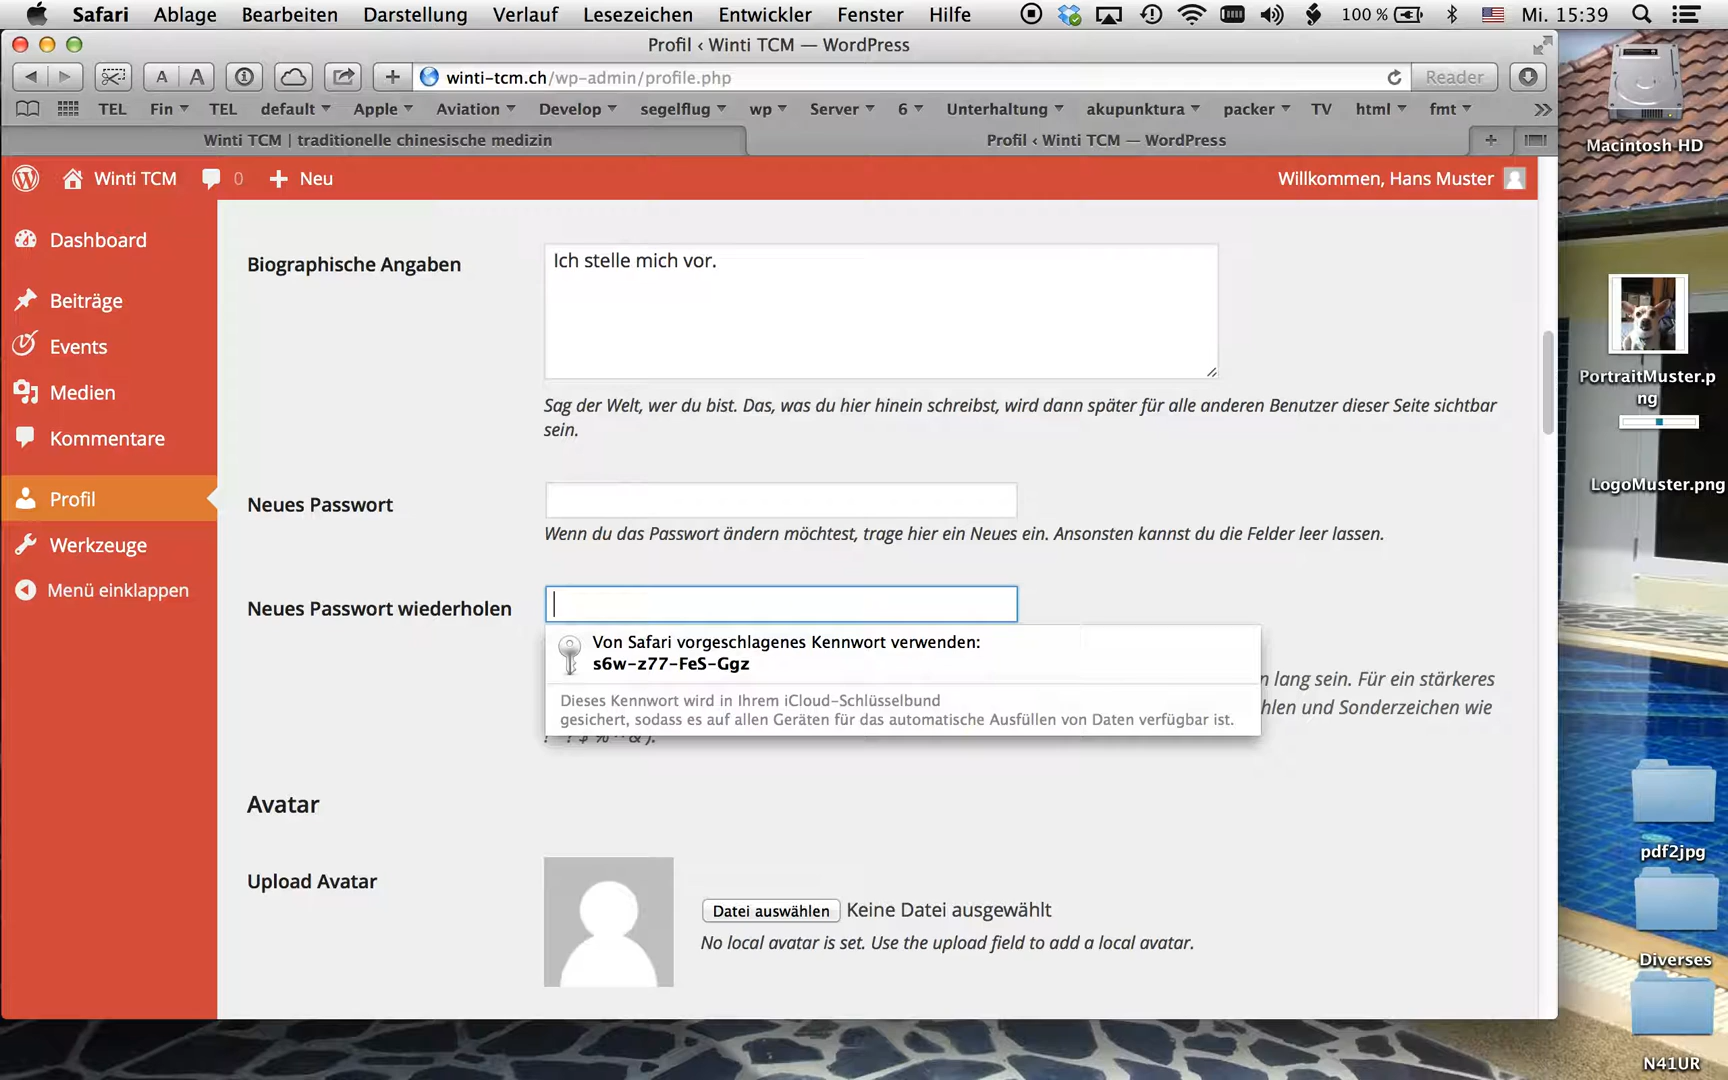 Safari Ablage Bearbeiten Darstellung Verlauf Lesezeichen Entwickler Fenster Hilfe 100 % Mi. 15:39
Profil ‹ Winti TCM — WordPress
A A + winti-tcm.ch/wp-admin/profile.php Reader
TEL Fin TEL default Apple Aviation Develop segelflug wp Server 6 Unterhaltung akupunktura packer TV html fmt
Winti TCM | traditionelle chinesische medizin
Profil ‹ Winti TCM — WordPress
Winti TCM 0 + Neu
Willkommen, Hans Muster
Dashboard
Beiträge
Events
Medien
Kommentare
Profil
Werkzeuge
Menü einklappen
Biographische Angaben
Ich stelle mich vor.
Sag der Welt, wer du bist. Das, was du hier hinein schreibst, wird dann später für alle anderen Benutzer dieser Seite sichtbar
sein.
Neues Passwort
Wenn du das Passwort ändern möchtest, trage hier ein Neues ein. Ansonsten kannst du die Felder leer lassen.
Neues Passwort wiederholen
Von Safari vorgeschlagenes Kennwort verwenden:
s6w-z77-FeS-Ggz
Dieses Kennwort wird in Ihrem iCloud-Schlüsselbund
gesichert, sodass es auf allen Geräten für das automatische Ausfüllen von Daten verfügbar ist.
n lang sein. Für ein stärkeres
hlen und Sonderzeichen wie
Avatar
Upload Avatar
Datei auswählen Keine Datei ausgewählt
No local avatar is set. Use the upload field to add a local avatar.
Macintosh HD
PortraitMuster.p
ng
LogoMuster.png
pdf2jpg
Diverses
N41UR